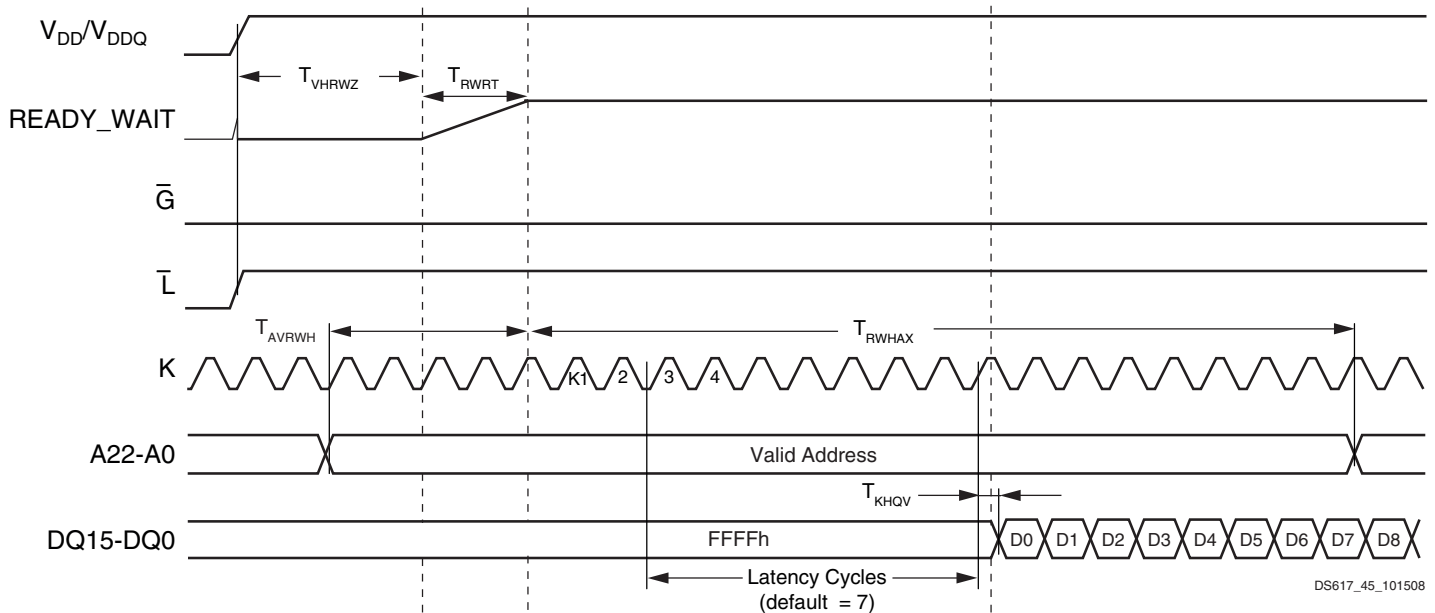 VDD/VDDQ
TVHRWZ
TRWRT
READY_WAIT
G̅
L̅
TAVRWH
TRWHAX
K
K1 2 3 4
A22-A0
Valid Address
TKHQV
DQ15-DQ0
FFFFh
D0 D1 D2 D3 D4 D5 D6 D7 D8
Latency Cycles
(default = 7)
DS617_45_101508